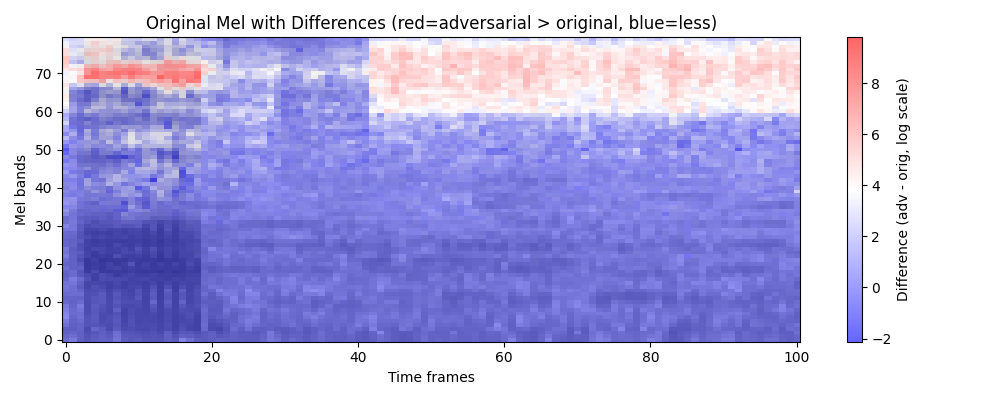 Original Mel with Differences (red=adversarial > original, blue=less)
Mel bands
70
60
50
40
30
20
10
0
0 20 40 60 80 100
Time frames
8
6
4
2
0
−2
Difference (adv - orig, log scale)